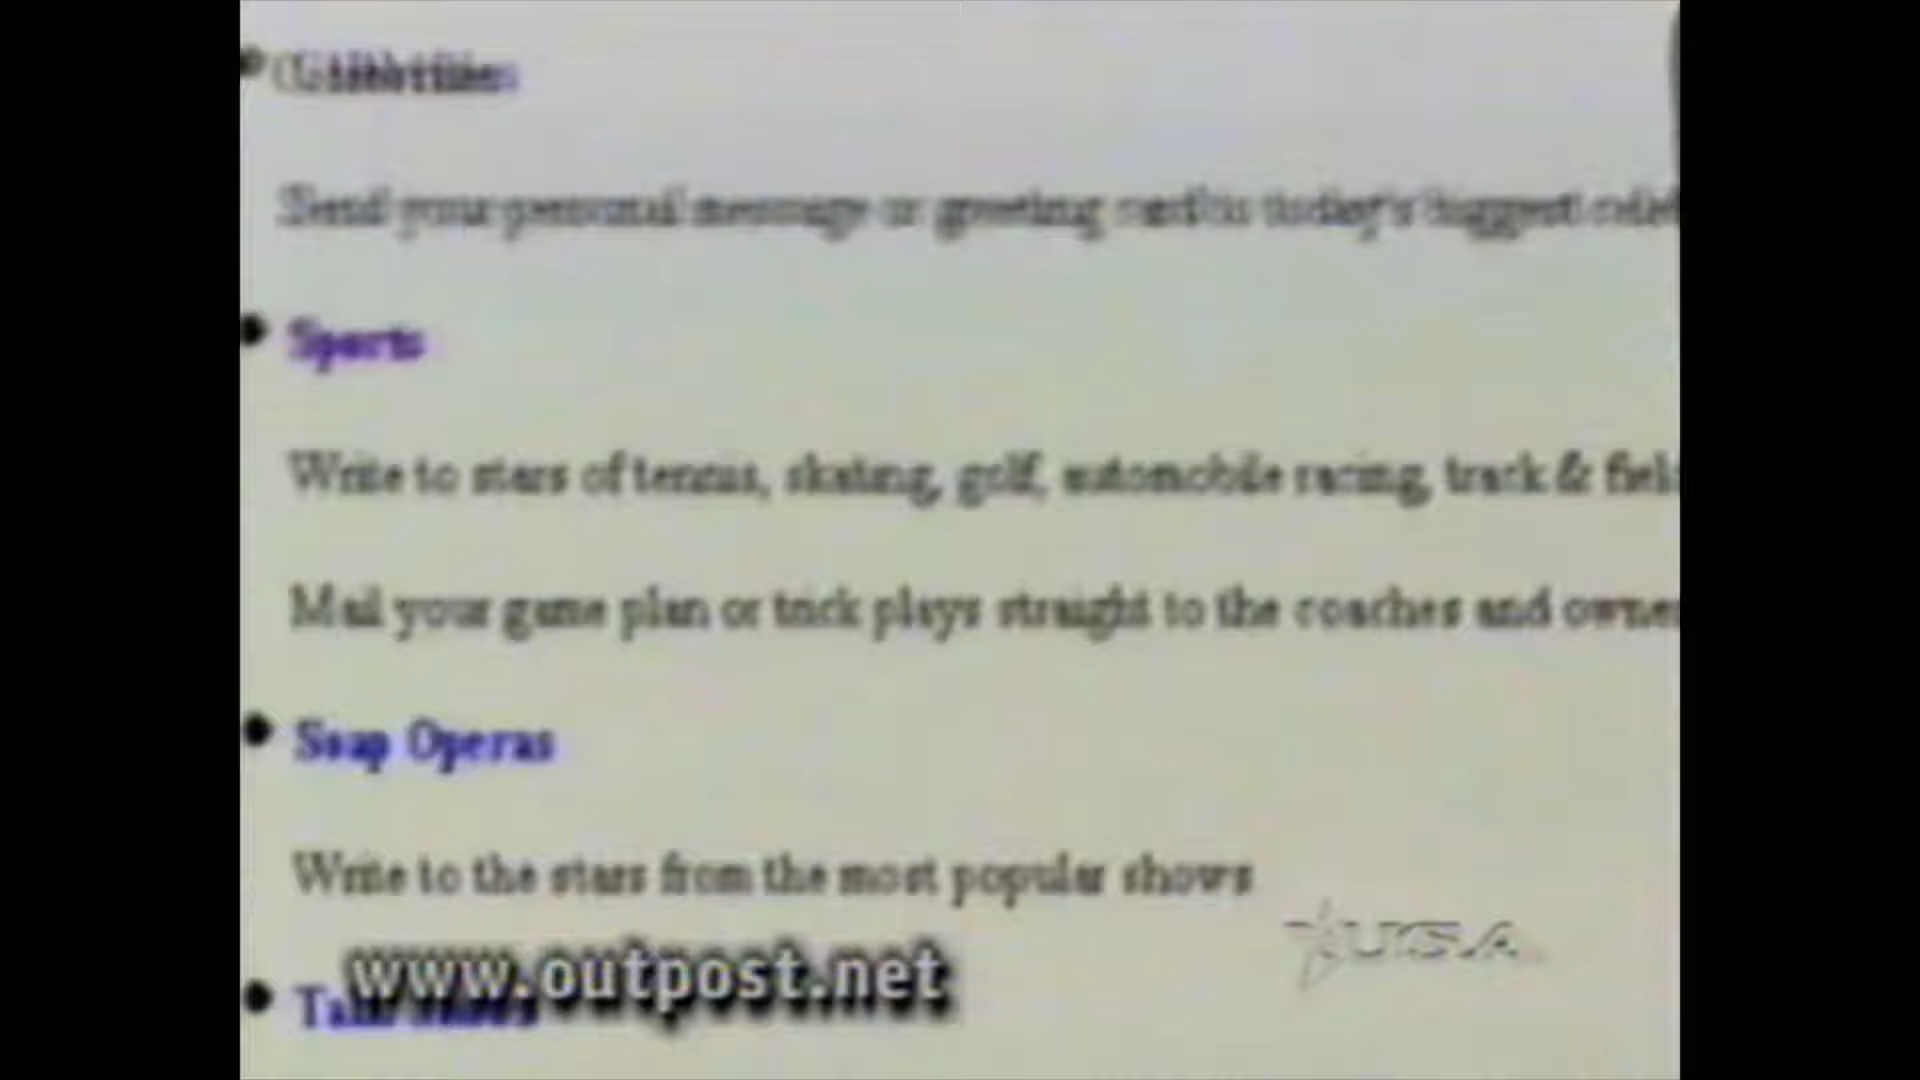 Celebrities
Send your personal message or greeting card to today's biggest
Sports
Write to stars of tennis, skating, golf, automobile racing, track &
Mail your game plan or trick plays straight to the coaches and
Soap Operas
Write to the stars from the most popular shows
www.outpost.net
USA